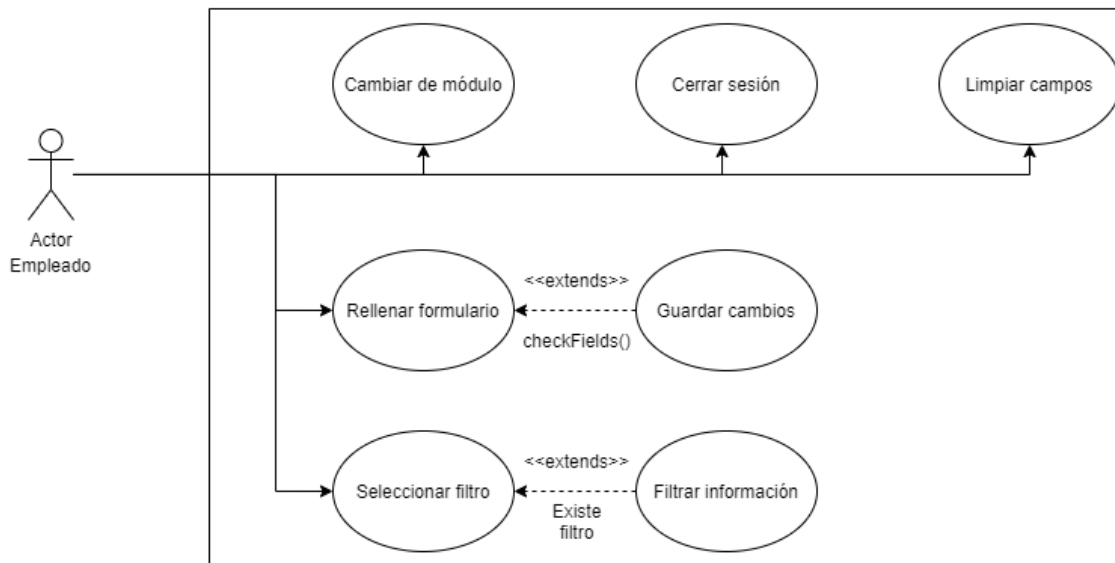 Cambiar de módulo
Cerrar sesión
Limpiar campos
Actor
Empleado
Rellenar formulario
<<extends>>
checkFields()
Guardar cambios
Seleccionar filtro
<<extends>>
Existe
filtro
Filtrar información